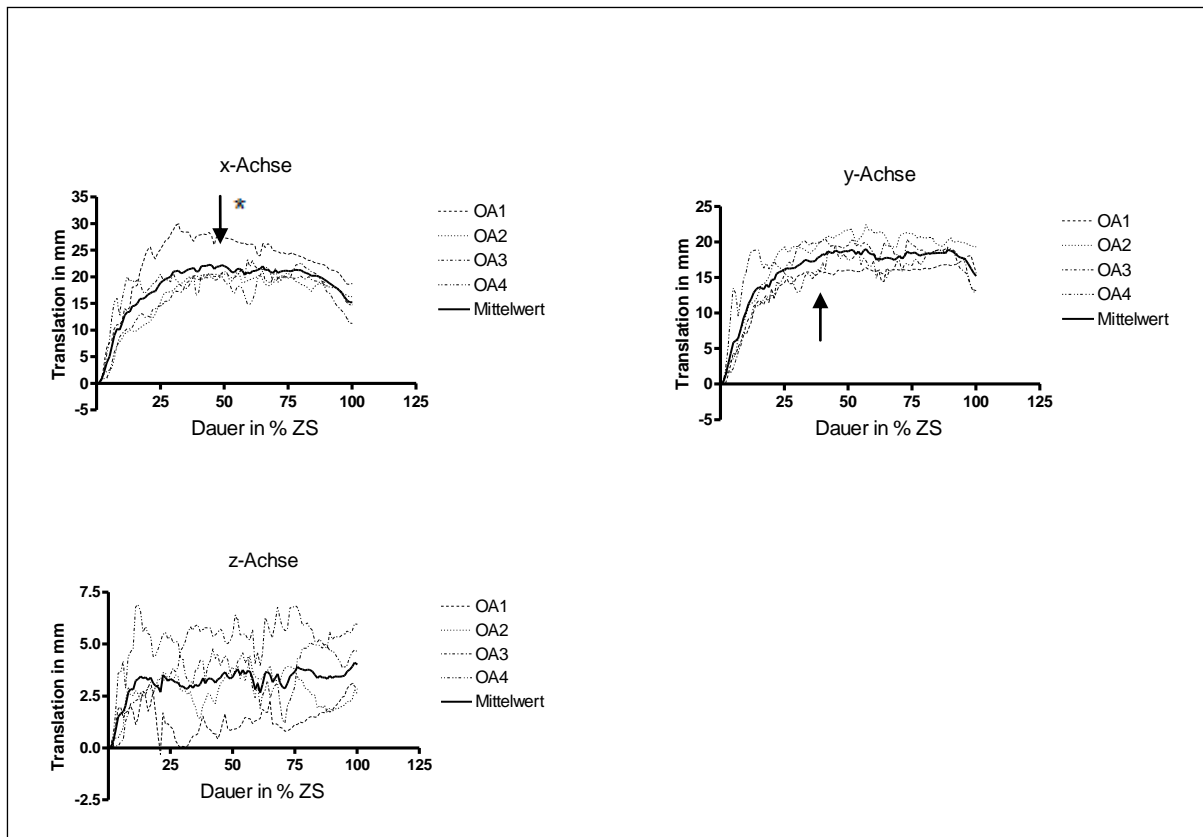 x-Achse
35
30
25
20
15
10
5
0
-5
25
50
75
100
125
Translation in mm
Dauer in % ZS
*
OA1
OA2
OA3
OA4
Mittelwert
y-Achse
25
20
15
10
5
0
-5
25
50
75
100
125
Translation in mm
Dauer in % ZS
OA1
OA2
OA3
OA4
Mittelwert
z-Achse
7.5
5.0
2.5
0.0
-2.5
25
50
75
100
125
Translation in mm
Dauer in % ZS
OA1
OA2
OA3
OA4
Mittelwert